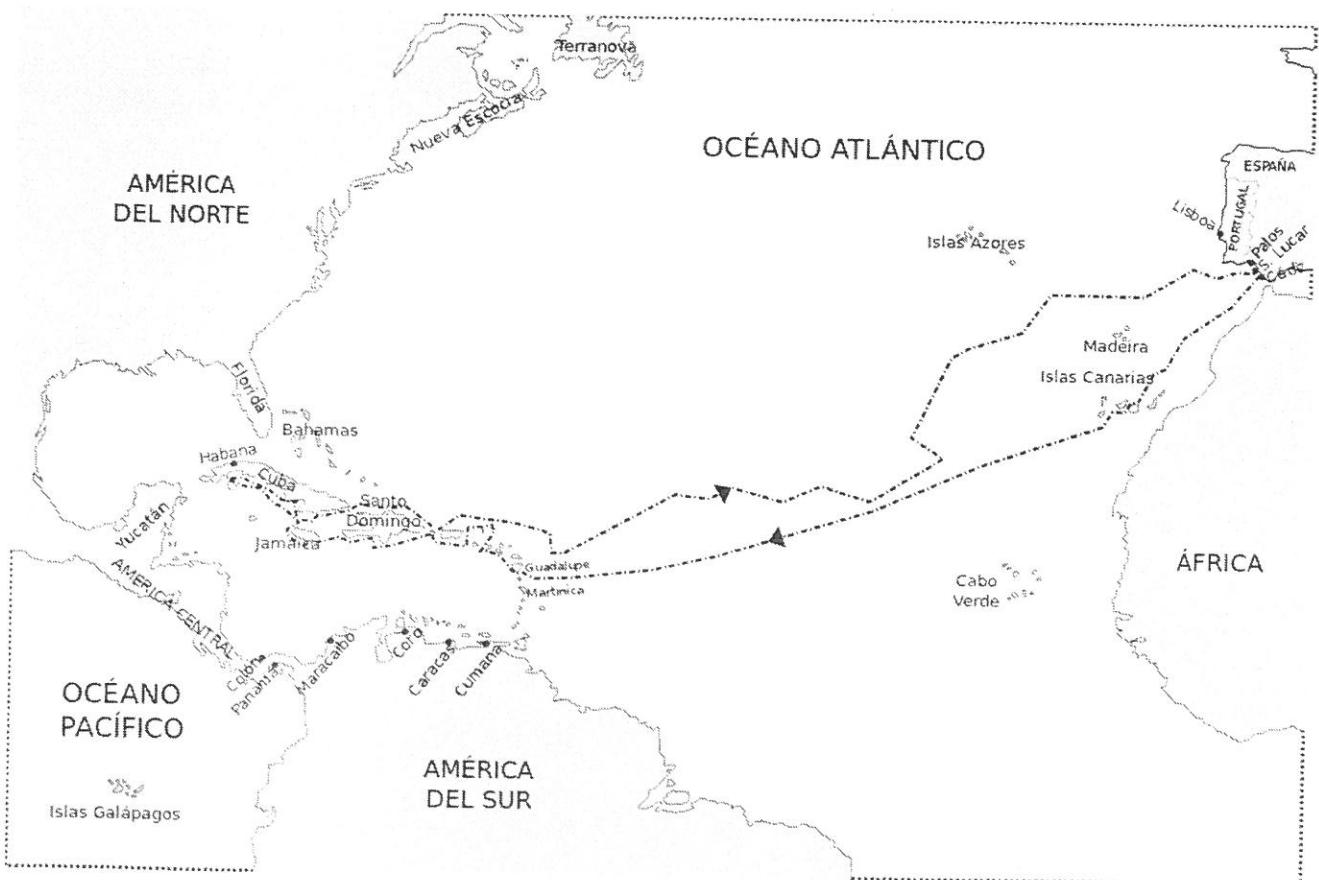 Terranova
Nueva Escocia
OCÉANO ATLÁNTICO
ESPAÑA
AMÉRICA
DEL NORTE
PORTUGAL
Lisboa
Palos
S. Lucar
Islas Azores
Madeira
Islas Canarias
Florida
Bahamas
Habana
Cuba
Santo
Domingo
Yucatán
Jamaica
Guadalupe
Martinica
ÁFRICA
Cabo
Verde
AMERICA CENTRAL
Colón
Panamá
Maracaibo
Coro
Caracas
Cumana
OCÉANO
PACÍFICO
AMÉRICA
DEL SUR
Islas Galápagos